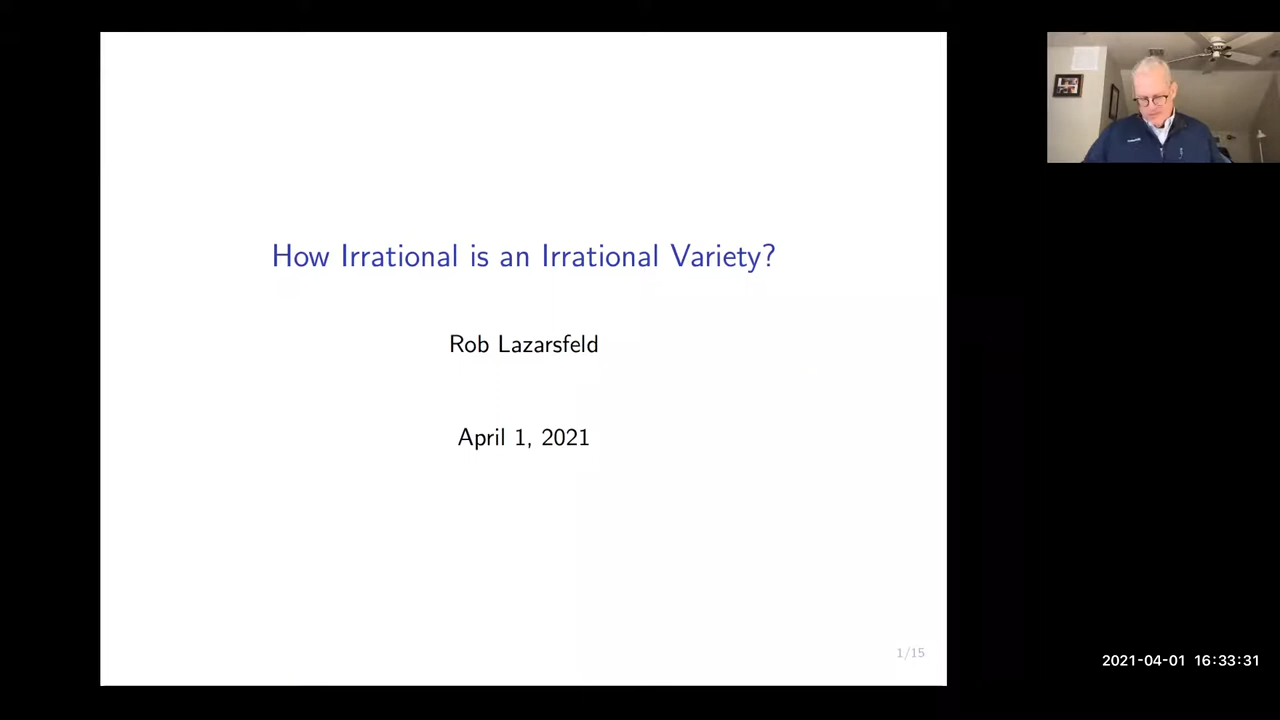 How Irrational is an Irrational Variety?
Rob Lazarsfeld
April 1, 2021
1/15
2021-04-01 16:33:31